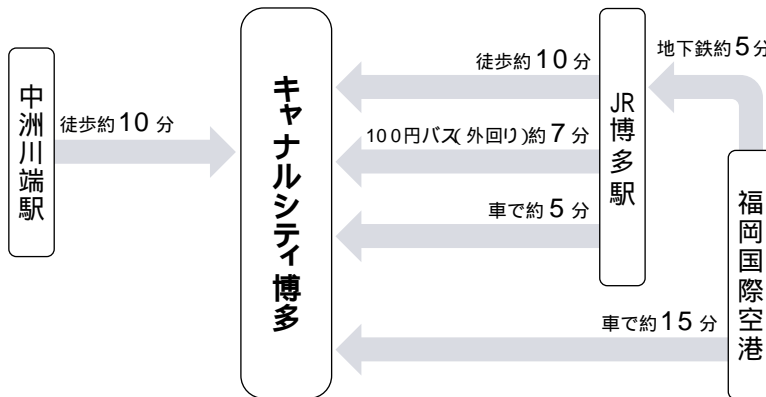 中洲川端駅
徒歩約10分
キャナルシティ博多
徒歩約10分
100円バス(外回り)約7分
車で約5分
車で約15分
JR博多駅
地下鉄約5分
福岡国際空港